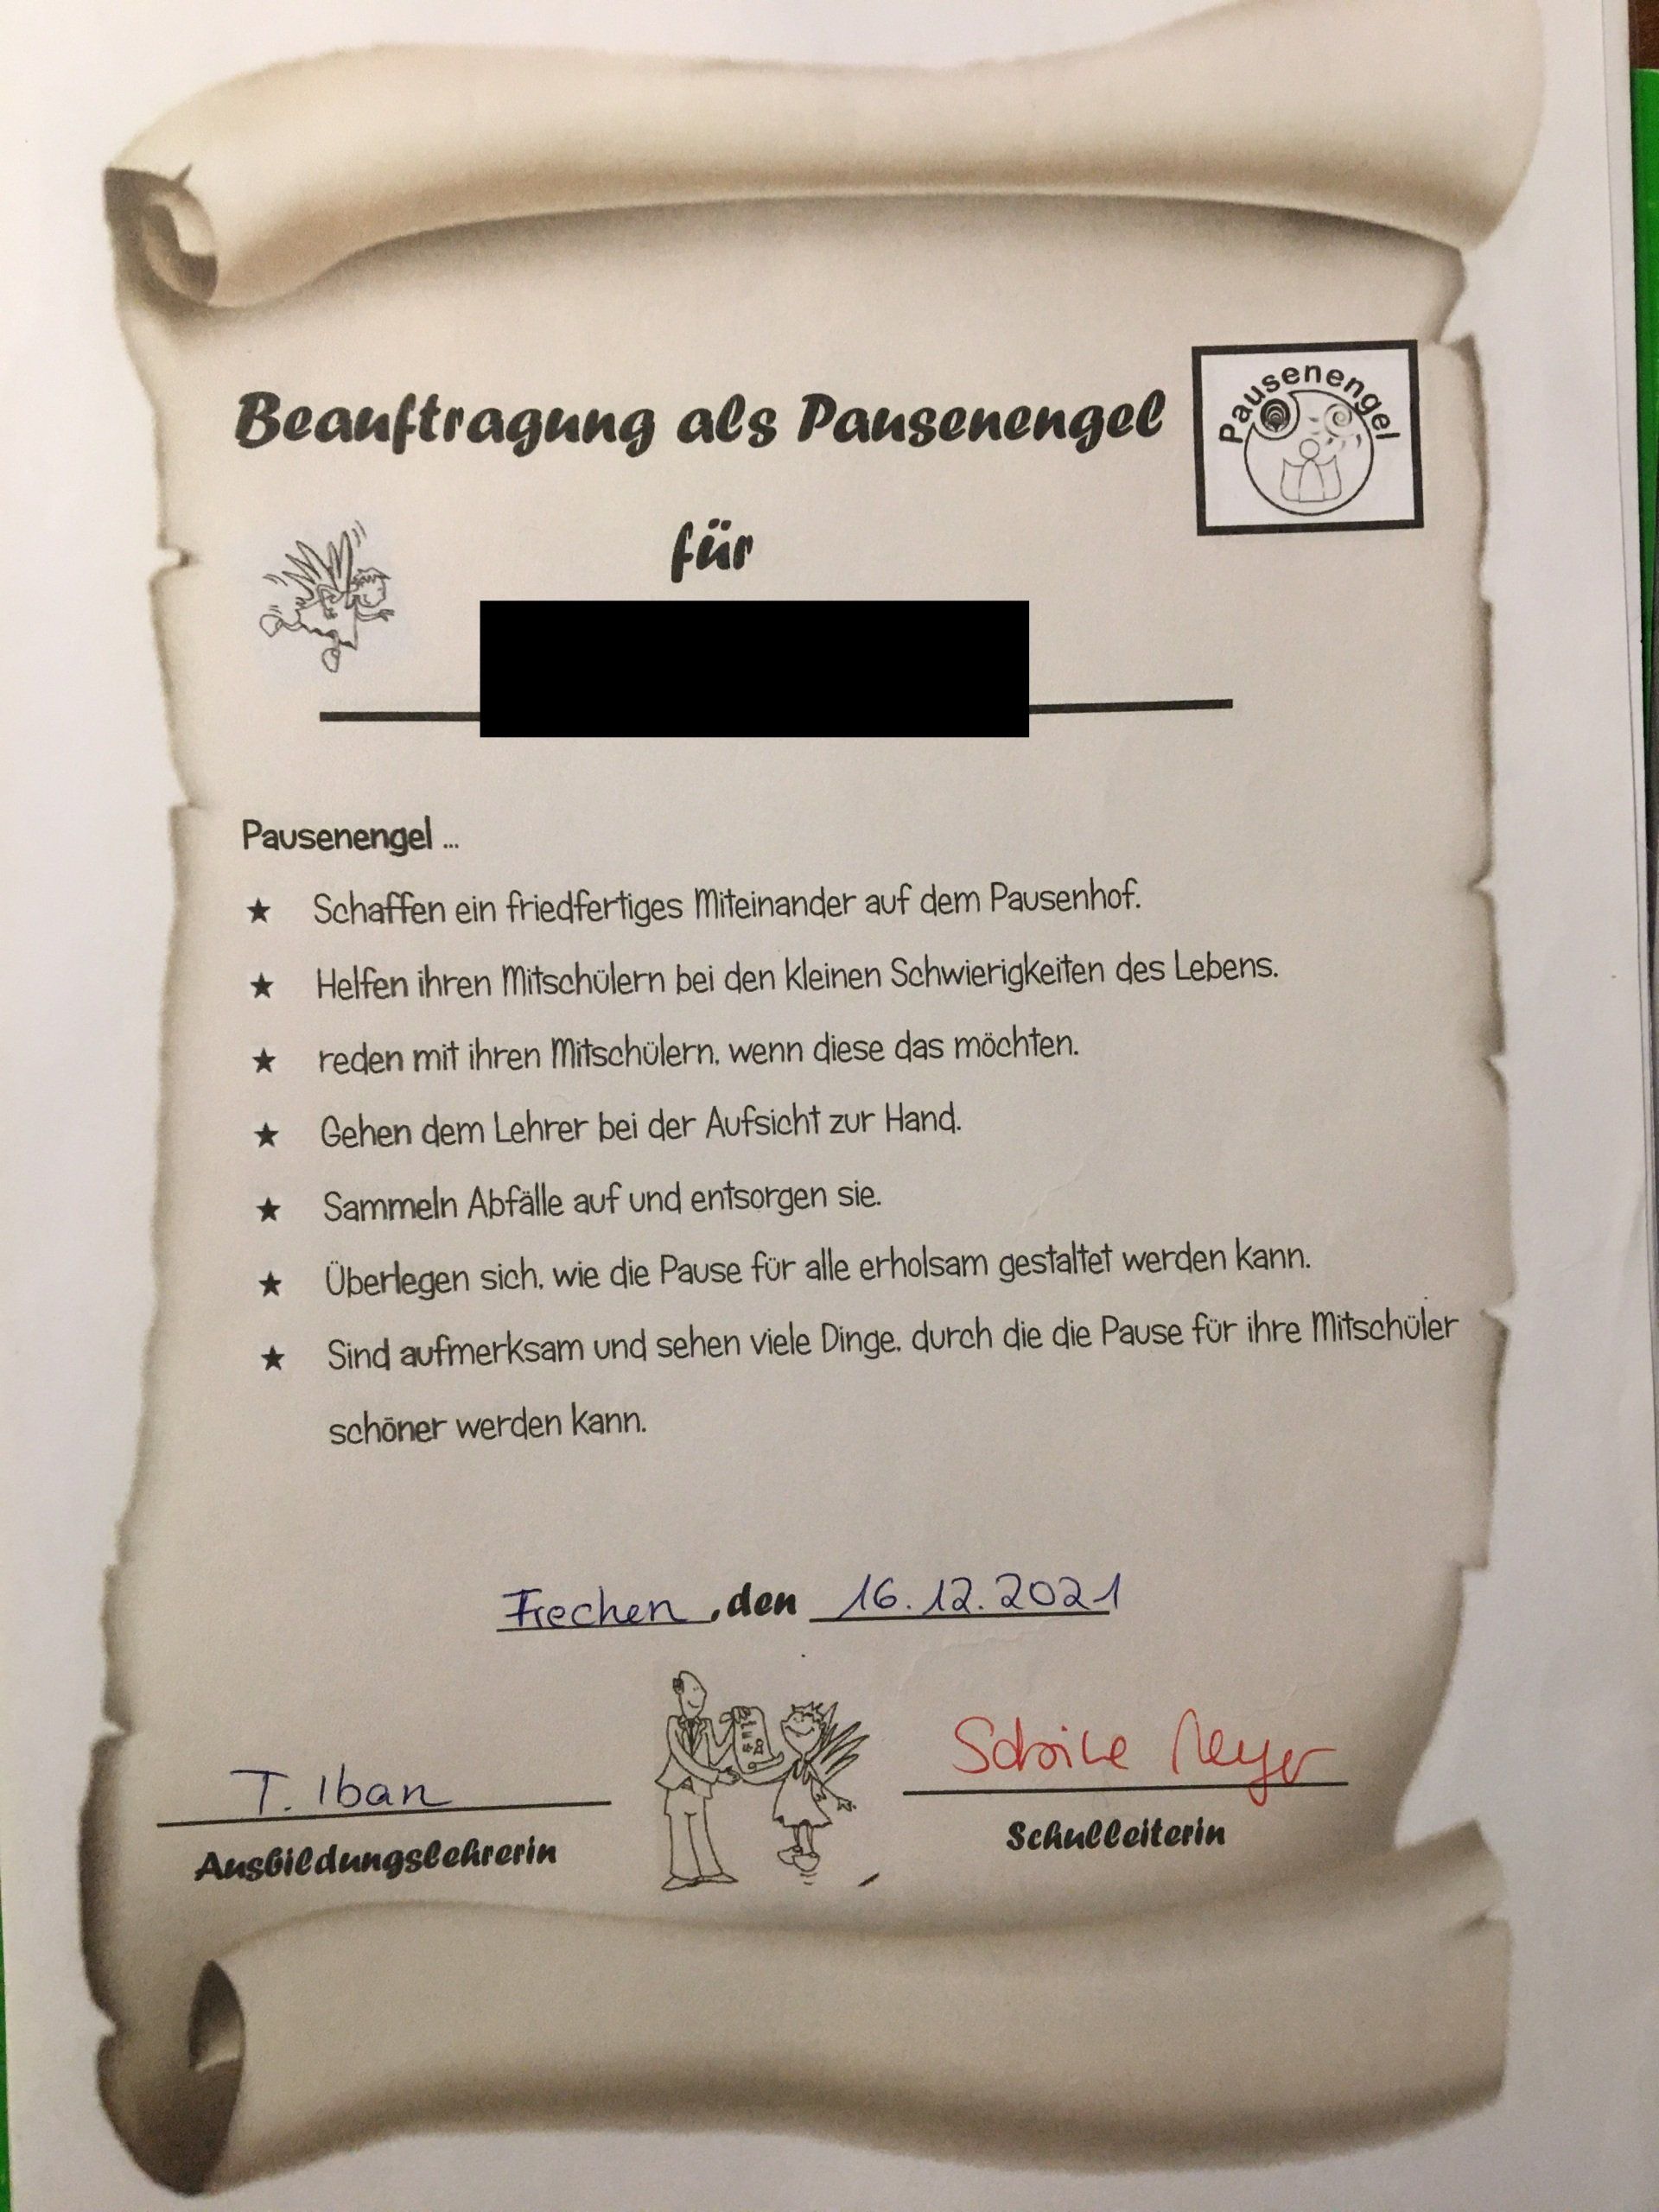 Beauftragung als Pausenengel
Pausenengel
für
Pausenengel ...
★ Schaffen ein friedfertiges Miteinander auf dem Pausenhof.
★ Helfen ihren Mitschülern bei den kleinen Schwierigkeiten des Lebens.
★ reden mit ihren Mitschülern, wenn diese das möchten.
★ Gehen dem Lehrer bei der Aufsicht zur Hand.
★ Sammeln Abfälle auf und entsorgen sie.
★ Überlegen sich, wie die Pause für alle erholsam gestaltet werden kann.
★ Sind aufmerksam und sehen viele Dinge, durch die die Pause für ihre Mitschüler
schöner werden kann.
Frechen, den 16.12.2021
T. Iban
Ausbildungslehrerin
Meyer
Schulleiterin